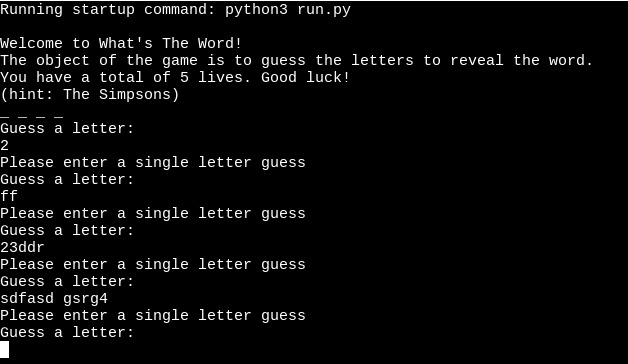 Running startup command: python3 run.py
Welcome to What's The Word!
The object of the game is to guess the letters to reveal the word.
You have a total of 5 lives. Good luck!
(hint: The Simpsons)
_ _ _ _
Guess a letter:
2
Please enter a single letter guess
Guess a letter:
ff
Please enter a single letter guess
Guess a letter:
23ddr
Please enter a single letter guess
Guess a letter:
sdfasd gsrg4
Please enter a single letter guess
Guess a letter: